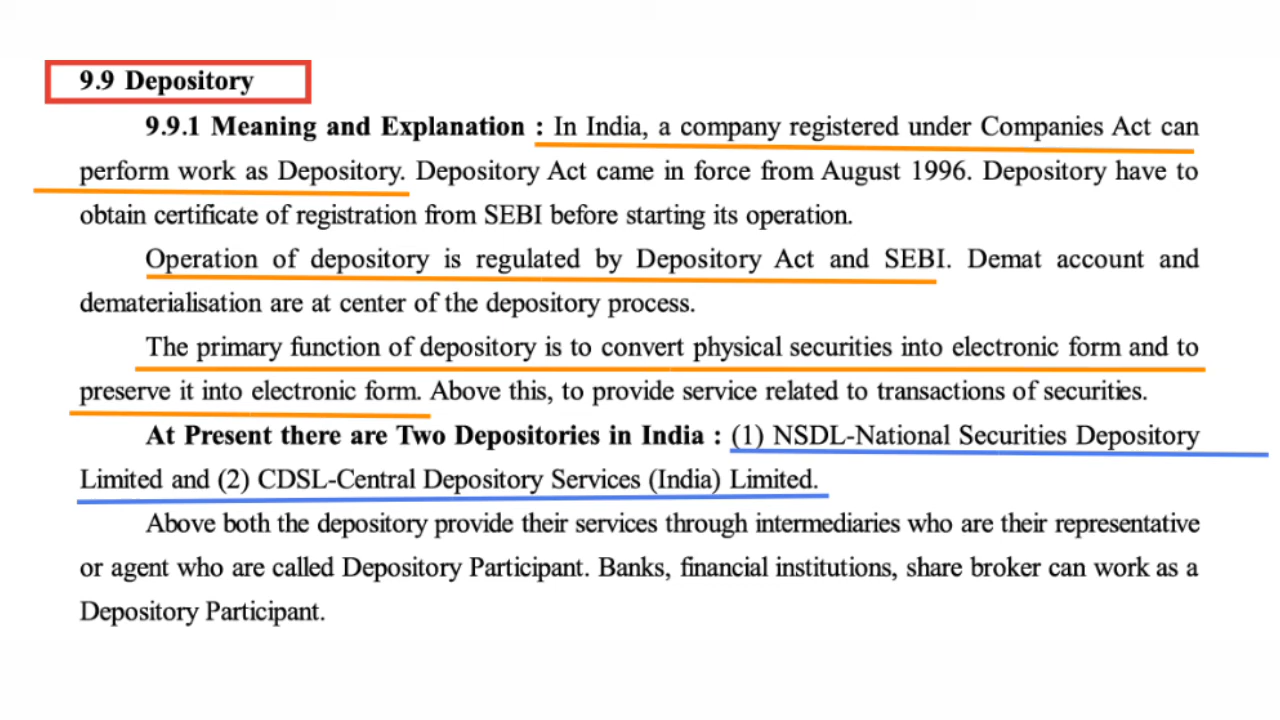 9.9 Depository
9.9.1 Meaning and Explanation : In India, a company registered under Companies Act can
perform work as Depository. Depository Act came in force from August 1996. Depository have to
obtain certificate of registration from SEBI before starting its operation.
Operation of depository is regulated by Depository Act and SEBI. Demat account and
dematerialisation are at center of the depository process.
The primary function of depository is to convert physical securities into electronic form and to
preserve it into electronic form. Above this, to provide service related to transactions of securities.
At Present there are Two Depositories in India : (1) NSDL-National Securities Depository
Limited and (2) CDSL-Central Depository Services (India) Limited.
Above both the depository provide their services through intermediaries who are their representative
or agent who are called Depository Participant. Banks, financial institutions, share broker can work as a
Depository Participant.